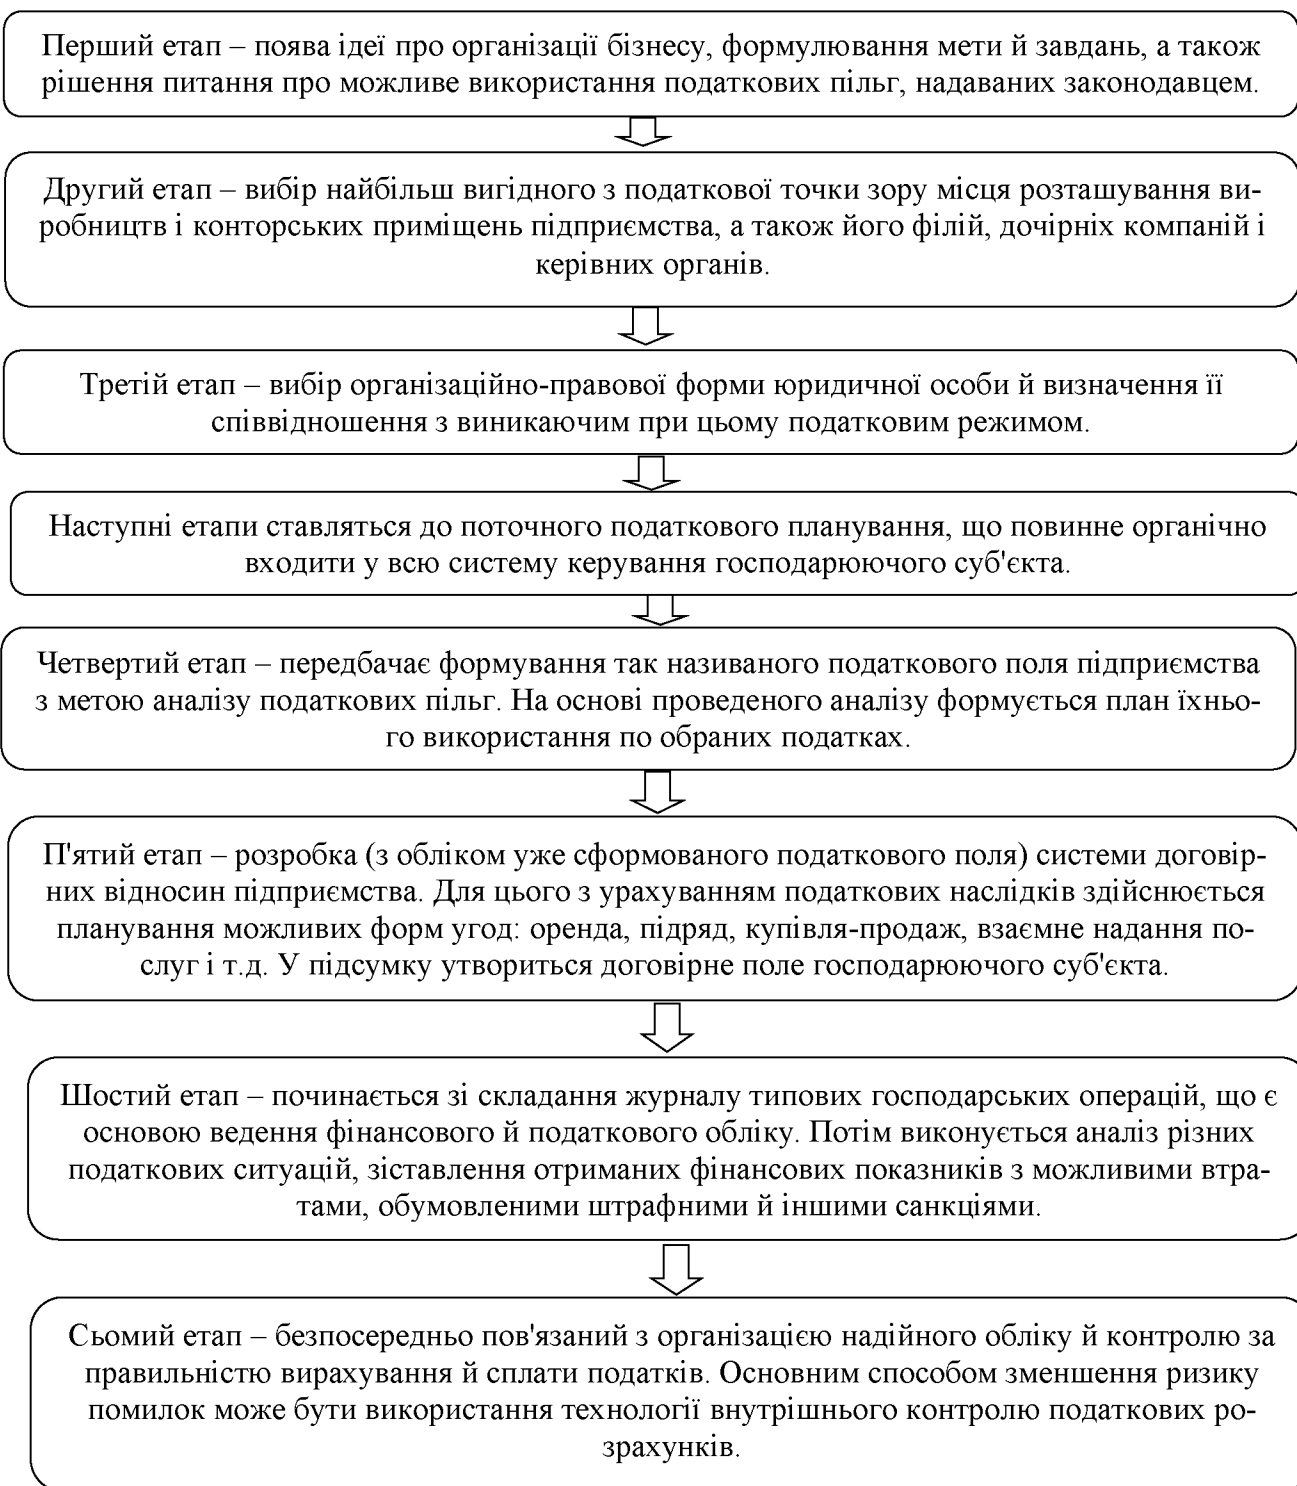 Перший етап – поява ідеї про організації бізнесу, формулювання мети й завдань, а також
рішення питання про можливе використання податкових пільг, надаваних законодавцем.
Другий етап – вибір найбільш вигідного з податкової точки зору місця розташування ви-
робництв і конторських приміщень підприємства, а також його філій, дочірніх компаній і
керівних органів.
Третій етап – вибір організаційно-правової форми юридичної особи й визначення її
співвідношення з виникаючим при цьому податковим режимом.
Наступні етапи ставляться до поточного податкового планування, що повинне органічно
входити у всю систему керування господарюючого суб'єкта.
Четвертий етап – передбачає формування так називаного податкового поля підприємства
з метою аналізу податкових пільг. На основі проведеного аналізу формується план їхньо-
го використання по обраних податках.
П'ятий етап – розробка (з обліком уже сформованого податкового поля) системи договір-
них відносин підприємства. Для цього з урахуванням податкових наслідків здійснюється
планування можливих форм угод: оренда, підряд, купівля-продаж, взаємне надання по-
слуг і т.д. У підсумку утвориться договірне поле господарюючого суб'єкта.
Шостий етап – починається зі складання журналу типових господарських операцій, що є
основою ведення фінансового й податкового обліку. Потім виконується аналіз різних
податкових ситуацій, зіставлення отриманих фінансових показників з можливими втра-
тами, обумовленими штрафними й іншими санкціями.
Сьомий етап – безпосередньо пов'язаний з організацією надійного обліку й контролю за
правильністю вирахування й сплати податків. Основним способом зменшення ризику
помилок може бути використання технології внутрішнього контролю податкових ро-
зрахунків.